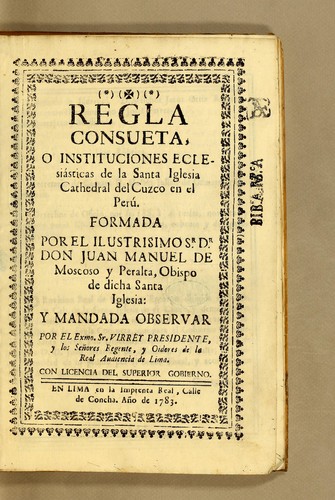 (*) (✠) (*)
REGLA
CONSUETA,
O INSTITUCIONES ECLE-
siásticas de la Santa Iglesia
Cathedral del Cuzco en el
Perú.
FORMADA
POR EL ILUSTRISIMO Sr. Dr.
DON JUAN MANUEL DE
Moscoso y Peralta, Obispo
de dicha Santa
Iglesia:
Y MANDADA OBSERVAR
POR EL Exmo. Sr. VIRREY PRESIDENTE,
y los Señores Regente, y Oidores de la
Real Audiencia de Lima.
CON LICENCIA DEL SUPERIOR GOBIERNO.
EN LIMA en la Imprenta Real, Calle
de Concha. Año de 1783.